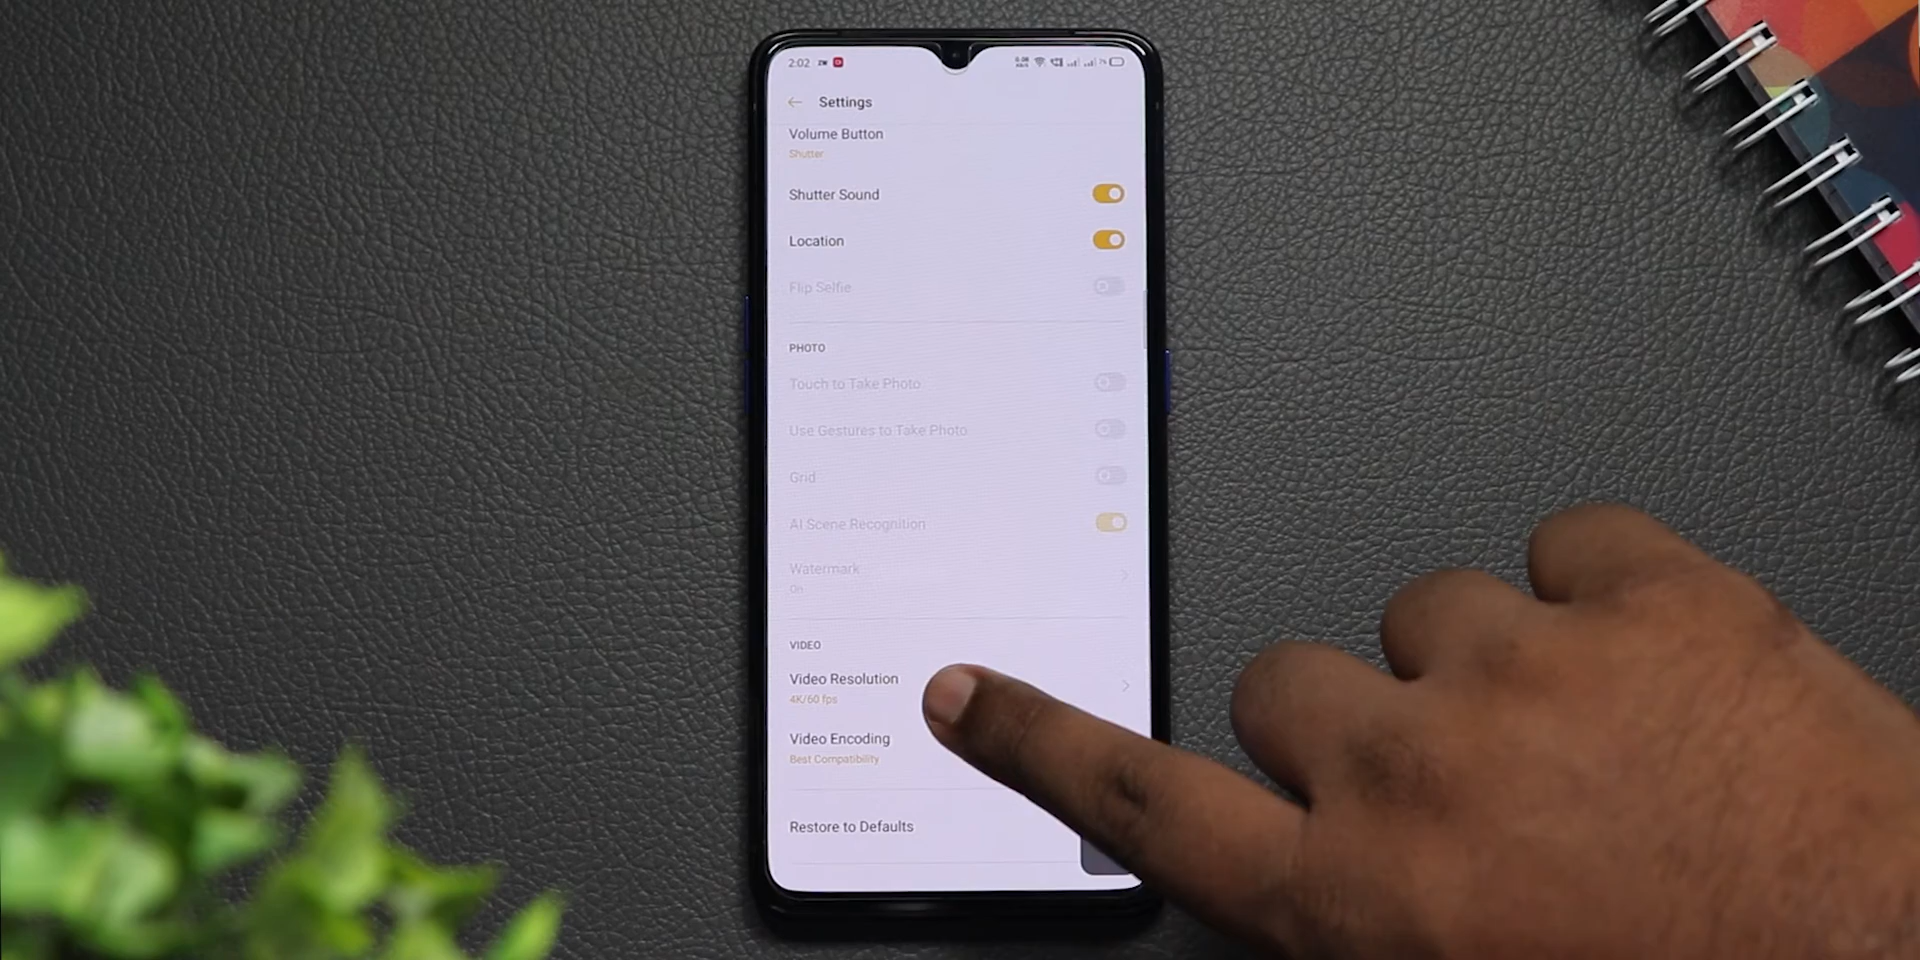 2:02
Settings
Volume Button
Shutter
Shutter Sound
Location
Flip Selfie
PHOTO
Touch to Take Photo
Use Gestures to Take Photo
Grid
AI Scene Recognition
Watermark
On
VIDEO
Video Resolution
4K/60 fps
Video Encoding
Best Compatibility
Restore to Defaults